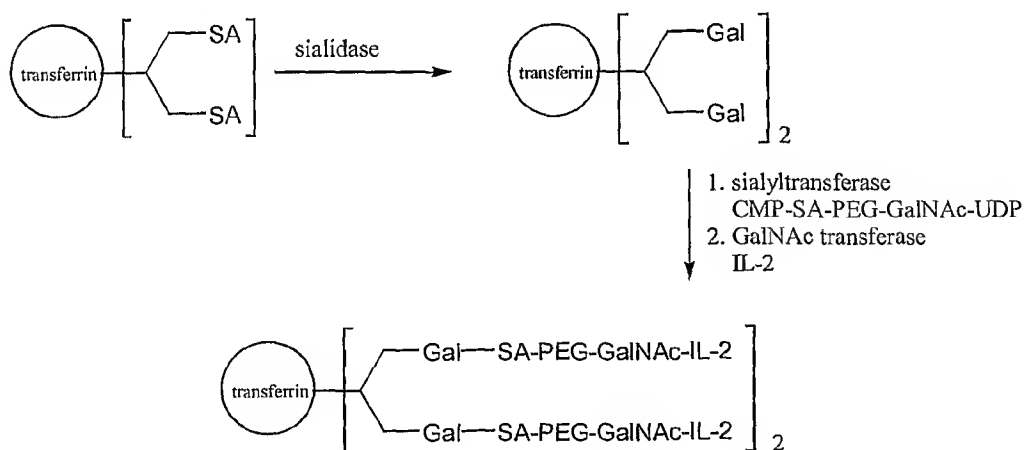 SA
transferrin
SA
sialidase
Gal
transferrin
Gal
2
1. sialyltransferase
CMP-SA-PEG-GalNAc-UDP
2. GalNAc transferase
IL-2
Gal—SA-PEG-GalNAc-IL-2
transferrin
Gal—SA-PEG-GalNAc-IL-2
2